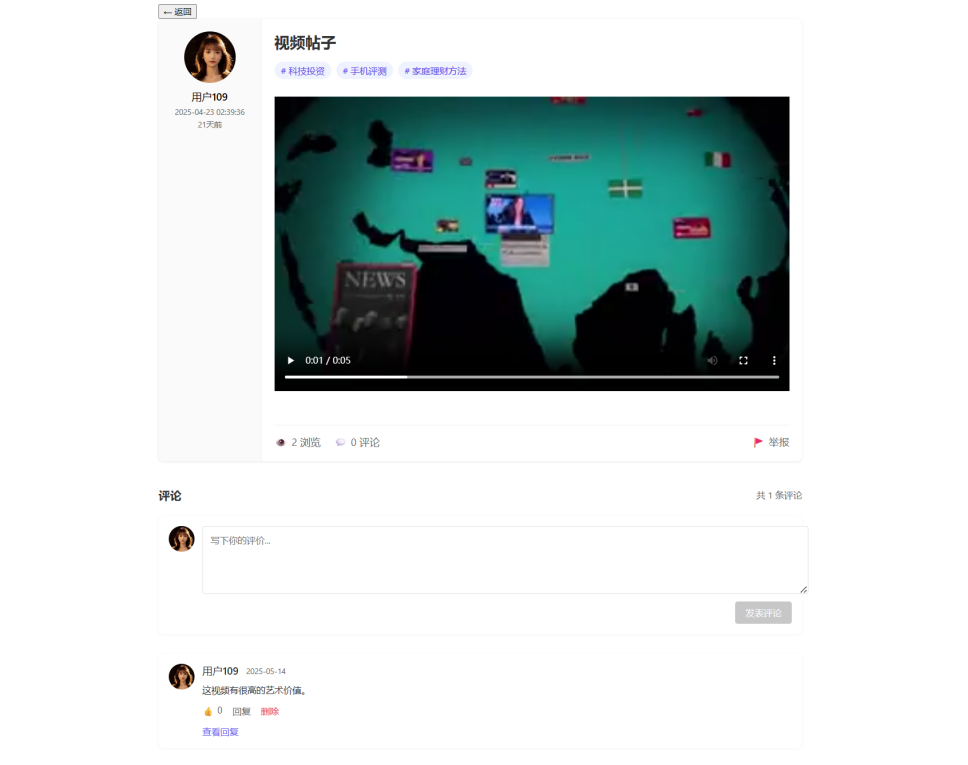 ← 返回
用户109
2025-04-23 02:39:36
21天前
视频帖子
# 科技投资
# 手机评测
# 家庭理财方法
NEWS
0:01 / 0:05
2 浏览
0 评论
举报
评论
共 1 条评论
写下你的评价...
发表评论
用户109 2025-05-14
这视频有很高的艺术价值。
0 回复 删除
查看回复